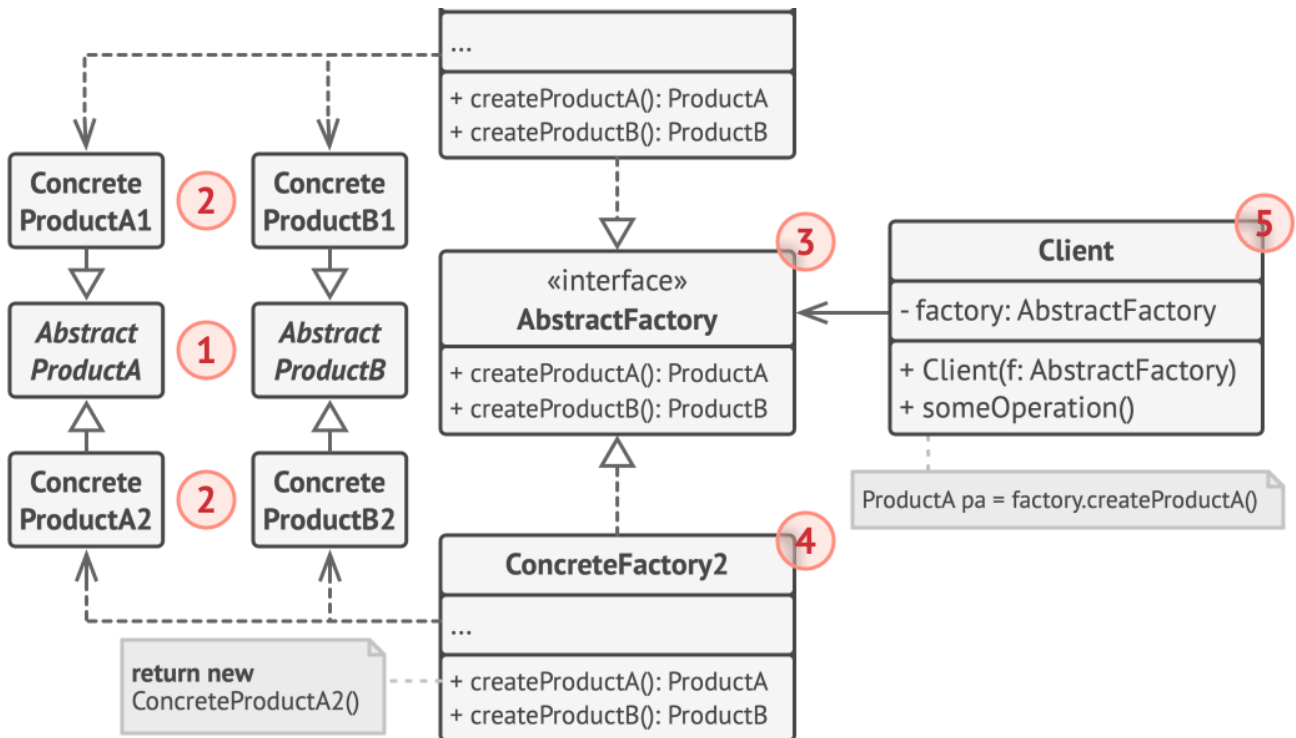 ...
+ createProductA(): ProductA
+ createProductB(): ProductB
Concrete
ProductA1
2
Concrete
ProductB1
Abstract
ProductA
1
Abstract
ProductB
Concrete
ProductA2
2
Concrete
ProductB2
3
«interface»
AbstractFactory
+ createProductA(): ProductA
+ createProductB(): ProductB
5
Client
- factory: AbstractFactory
+ Client(f: AbstractFactory)
+ someOperation()
ProductA pa = factory.createProductA()
4
ConcreteFactory2
...
+ createProductA(): ProductA
+ createProductB(): ProductB
return new
ConcreteProductA2()